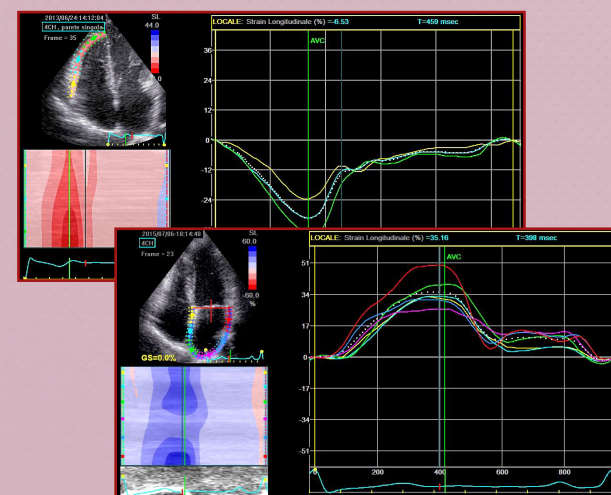 2013/06/24-14:12:04
SL
4CH , parete singola
Frame = 35
LOCALE: Strain Longitudinale (%) =-6.53 T=459 msec
AVC
36
24
12
0
-12
-24
2015/07/06-10:14:40
SL
4CH
60.0
Frame = 23
-60.0
%
GS=0.0%
LOCALE: Strain Longitudinale (%) =35.16 T=398 msec
AVC
51
34
17
0
-17
-34
-51
0 200 400 600 800